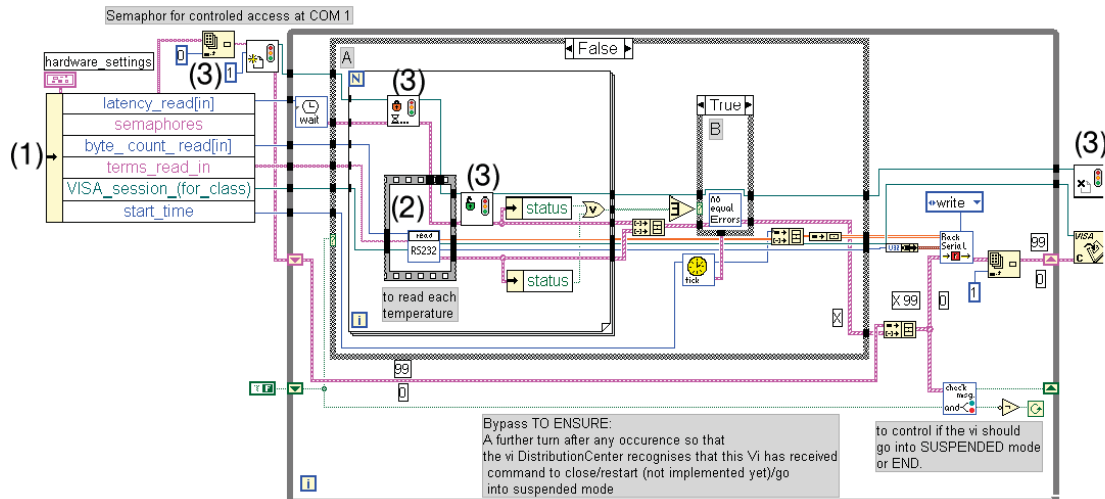 Semaphor for controled access at COM 1
False
hardware_settings
0
(3)
1
A
N
(3)
True
B
(3)
latency_read[in]
wait
semaphores
(1)
byte_ count_ read[in]
terms_read_in
VISA_session_(for_class)
start_time
(2)
read
RS232
(3)
status
v
no
equal
Errors
write
Rack
Serial
VISA
C
99
status
tick
to read each
temperature
1
0
X 99
0
X
i
99
0
T F
check
msg.
and
Bypass TO ENSURE:
A further turn after any occurence so that
the vi DistributionCenter recognises that this Vi has received
command to close/restart (not implemented yet)/go
into suspended mode
to control if the vi should
go into SUSPENDED mode
or END.
i